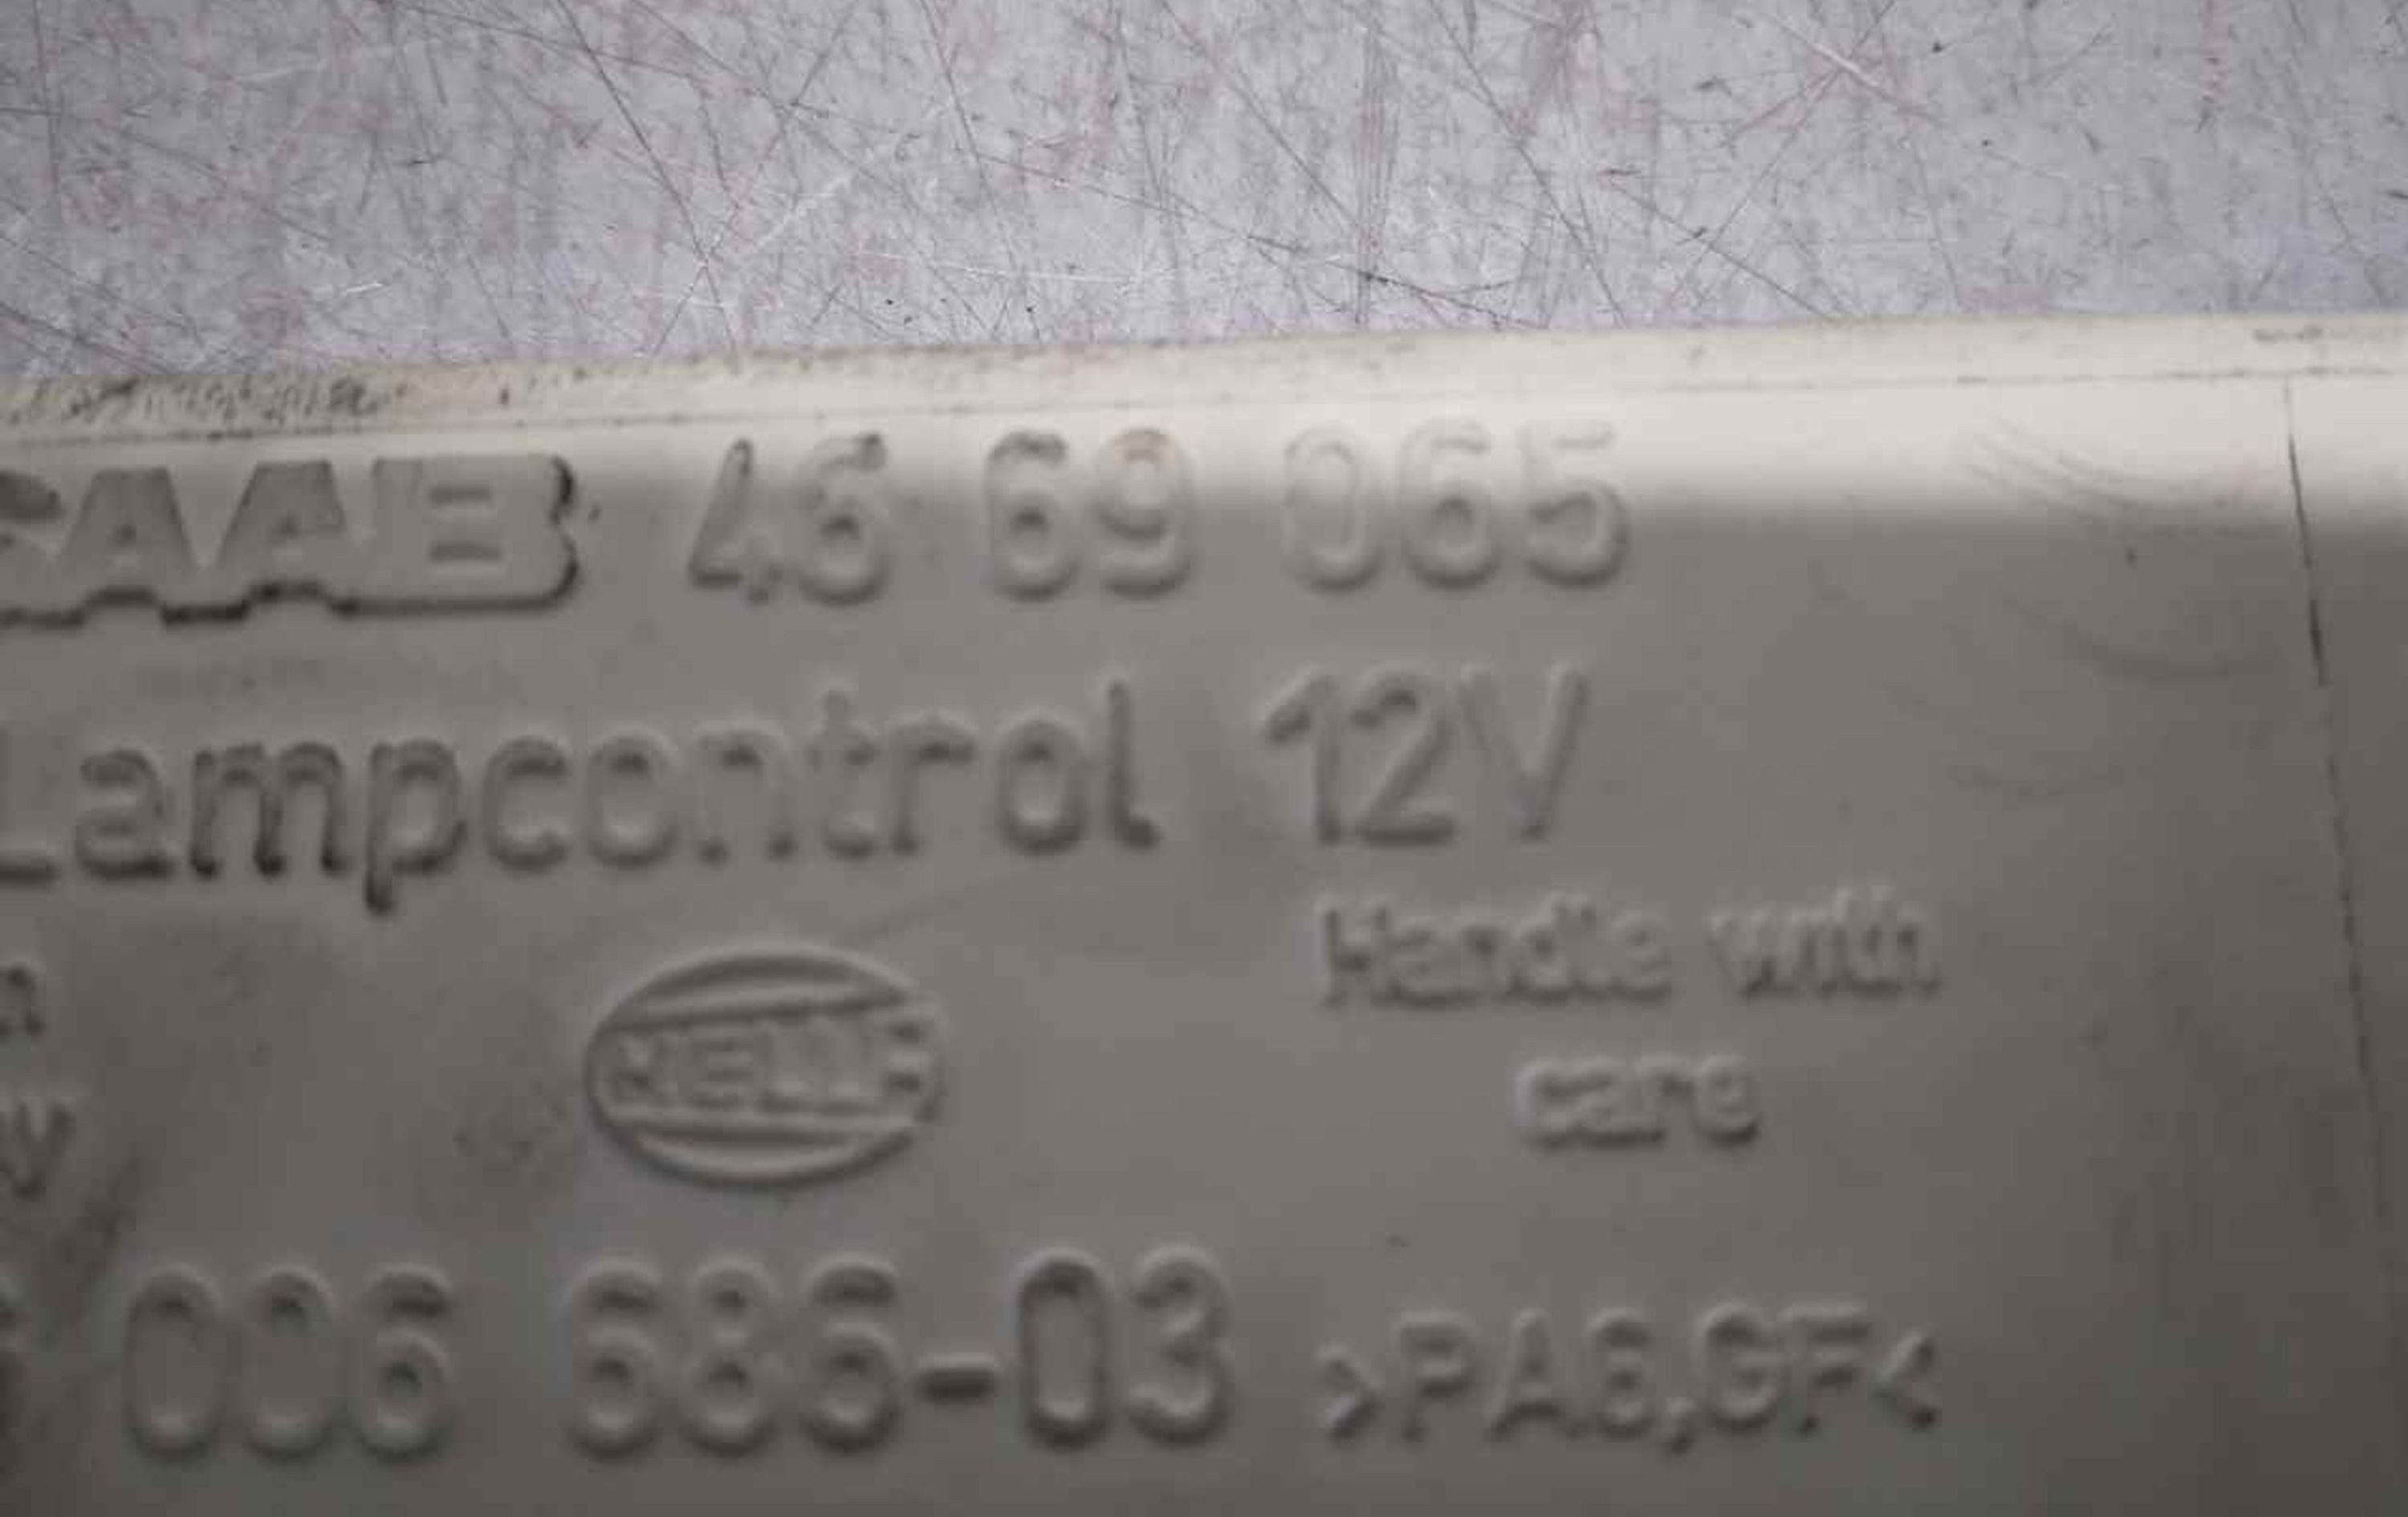 SAAB 46 69 065
Lampcontrol 12V
Handle with
HELLA
care
006 686-03 >PA6,GF<